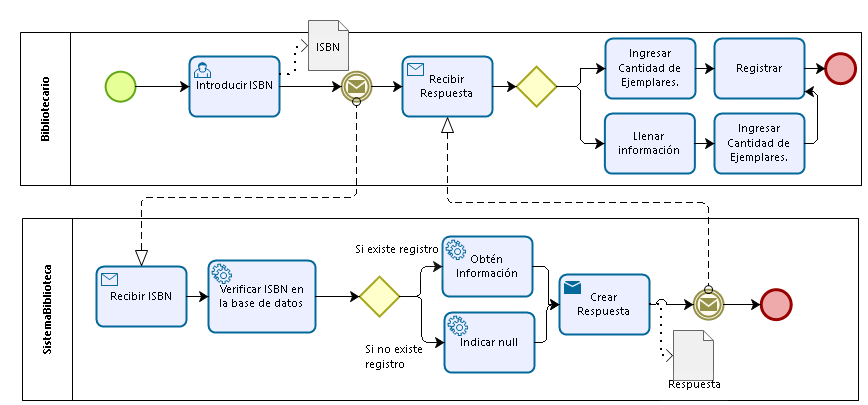 Bibliotecario
Introducir ISBN
ISBN
Recibir
Respuesta
Ingresar
Cantidad de
Ejemplares.
Registrar
Llenar
información
Ingresar
Cantidad de
Ejemplares.
SistemaBiblioteca
Recibir ISBN
Verificar ISBN en
la base de datos
Si existe registro
Obtén
Información
Si no existe
registro
Indicar null
Crear
Respuesta
Respuesta